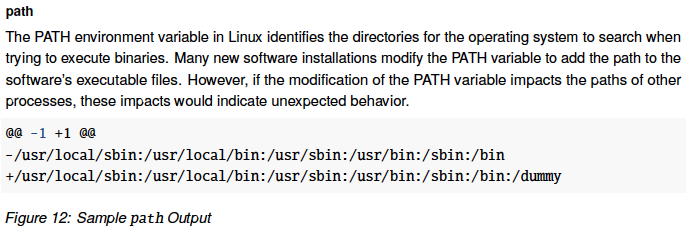 path
The PATH environment variable in Linux identifies the directories for the operating system to search when
trying to execute binaries. Many new software installations modify the PATH variable to add the path to the
software's executable files. However, if the modification of the PATH variable impacts the paths of other
processes, these impacts would indicate unexpected behavior.
@@ -1 +1 @@
-/usr/local/sbin:/usr/local/bin:/usr/sbin:/usr/bin:/sbin:/bin
+/usr/local/sbin:/usr/local/bin:/usr/sbin:/usr/bin:/sbin:/bin:/dummy
Figure 12: Sample path Output